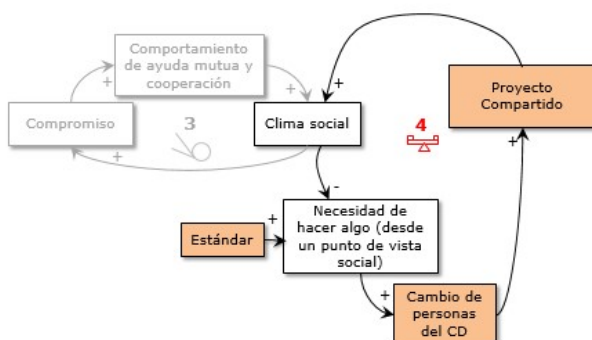 Comportamiento
de ayuda mutua y
cooperación
+
+
+
Compromiso
3
+
Clima social
4
Proyecto
Compartido
+
-
Estándar
+
Necesidad de
hacer algo (desde
un punto de vista
social)
+
Cambio de
personas
del CD